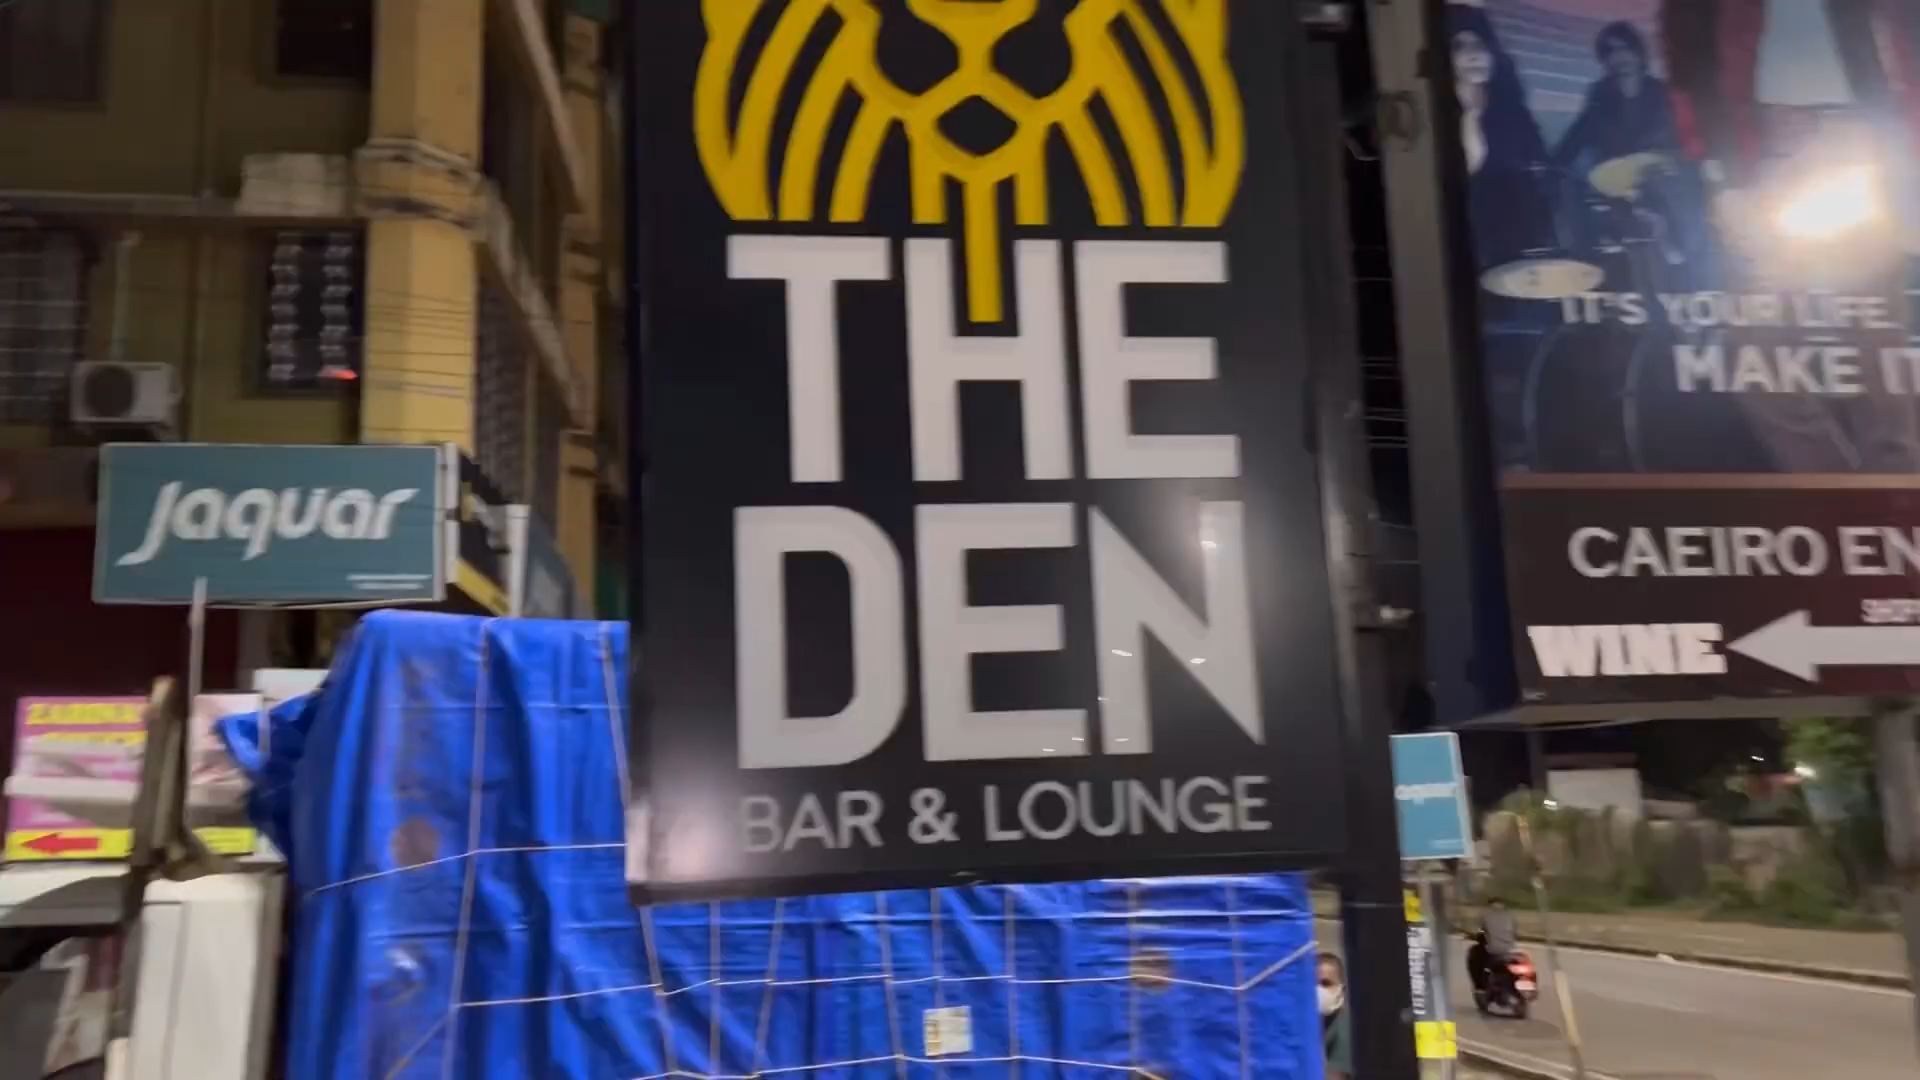 Jaquar
THE
DEN
BAR & LOUNGE
IT'S YOUR LIFE.
MAKE IT
CAEIRO EN
WINE